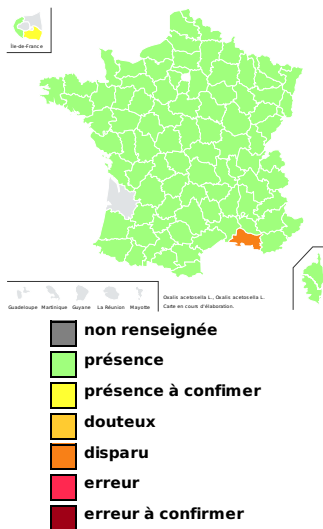 Île-de-France
Guadeloupe Martinique Guyane La Réunion Mayotte
Oxalis acetosella L., Oxalis acetosella L.
Carte en cours d'élaboration.
non renseignée
présence
présence à confimer
douteux
disparu
erreur
erreur à confirmer